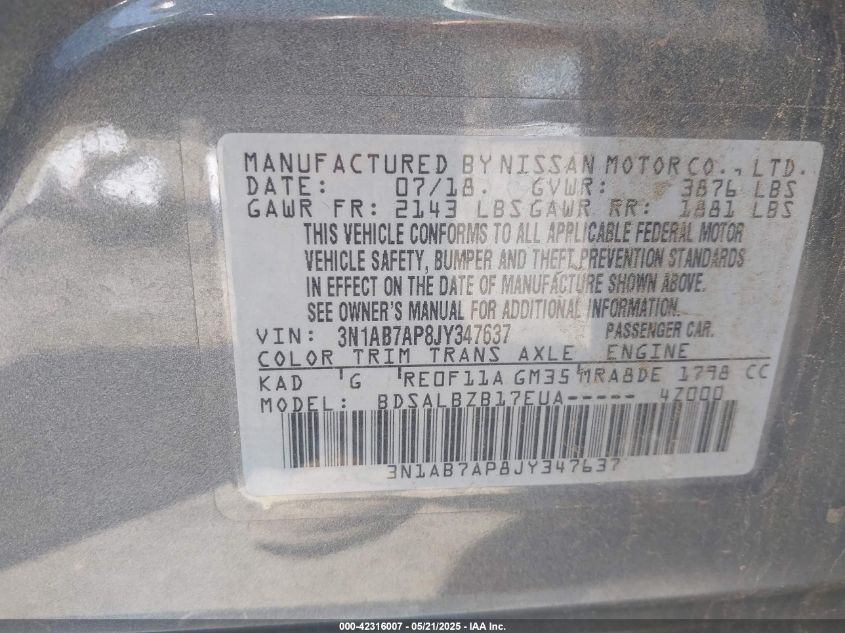 MANUFACTURED BY NISSAN MOTOR CO., LTD.
DATE: 07/18. GVWR: 3876 LBS
GAWR FR: 2143 LBS GAWR RR: 1881 LBS
THIS VEHICLE CONFORMS TO ALL APPLICABLE FEDERAL MOTOR
VEHICLE SAFETY, BUMPER AND THEFT PREVENTION STANDARDS
IN EFFECT ON THE DATE OF MANUFACTURE SHOWN ABOVE.
SEE OWNER'S MANUAL FOR ADDITIONAL INFORMATION.
VIN: 3N1AB7AP8JY347637 PASSENGER CAR.
COLOR TRIM TRANS AXLE ENGINE
KAD G RE0F11A GM35 MRA8DE 1798 CC
MODEL: BDSALBZB17EUA----- 4Z000
3N1AB7AP8JY347637
000-42316007 - 05/21/2025 - IAA Inc.